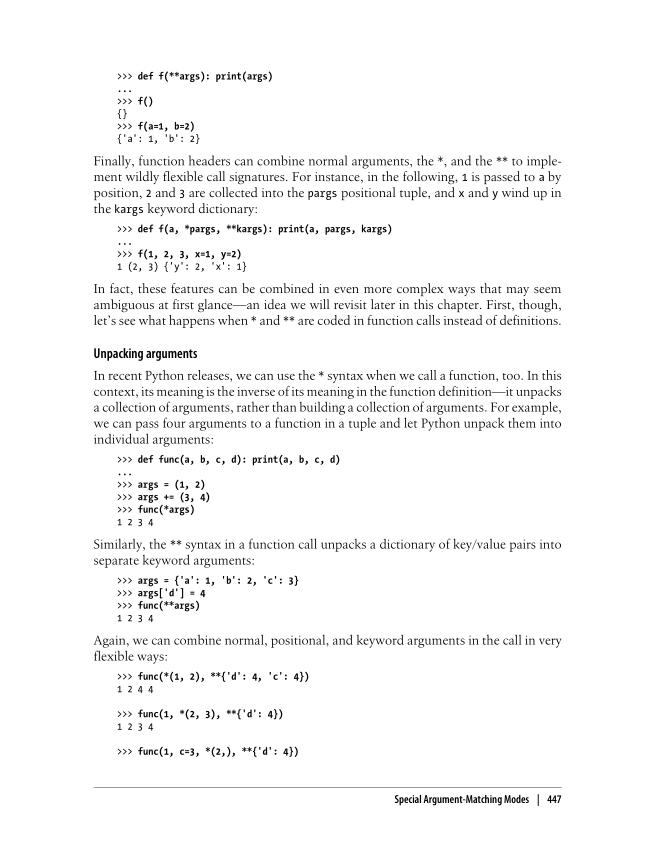 >>> def f(**args): print(args)
...
>>> f()
{}
>>> f(a=1, b=2)
{'a': 1, 'b': 2}
Finally, function headers can combine normal arguments, the *, and the ** to imple-
ment wildly flexible call signatures. For instance, in the following, 1 is passed to a by
position, 2 and 3 are collected into the pargs positional tuple, and x and y wind up in
the kargs keyword dictionary:
>>> def f(a, *pargs, **kargs): print(a, pargs, kargs)
...
>>> f(1, 2, 3, x=1, y=2)
1 (2, 3) {'y': 2, 'x': 1}
In fact, these features can be combined in even more complex ways that may seem
ambiguous at first glance—an idea we will revisit later in this chapter. First, though,
let's see what happens when * and ** are coded in function calls instead of definitions.
Unpacking arguments
In recent Python releases, we can use the * syntax when we call a function, too. In this
context, its meaning is the inverse of its meaning in the function definition—it unpacks
a collection of arguments, rather than building a collection of arguments. For example,
we can pass four arguments to a function in a tuple and let Python unpack them into
individual arguments:
>>> def func(a, b, c, d): print(a, b, c, d)
...
>>> args = (1, 2)
>>> args += (3, 4)
>>> func(*args)
1 2 3 4
Similarly, the ** syntax in a function call unpacks a dictionary of key/value pairs into
separate keyword arguments:
>>> args = {'a': 1, 'b': 2, 'c': 3}
>>> args['d'] = 4
>>> func(**args)
1 2 3 4
Again, we can combine normal, positional, and keyword arguments in the call in very
flexible ways:
>>> func(*(1, 2), **{'d': 4, 'c': 4})
1 2 4 4
>>> func(1, *(2, 3), **{'d': 4})
1 2 3 4
>>> func(1, c=3, *(2,), **{'d': 4})
Special Argument-Matching Modes | 447